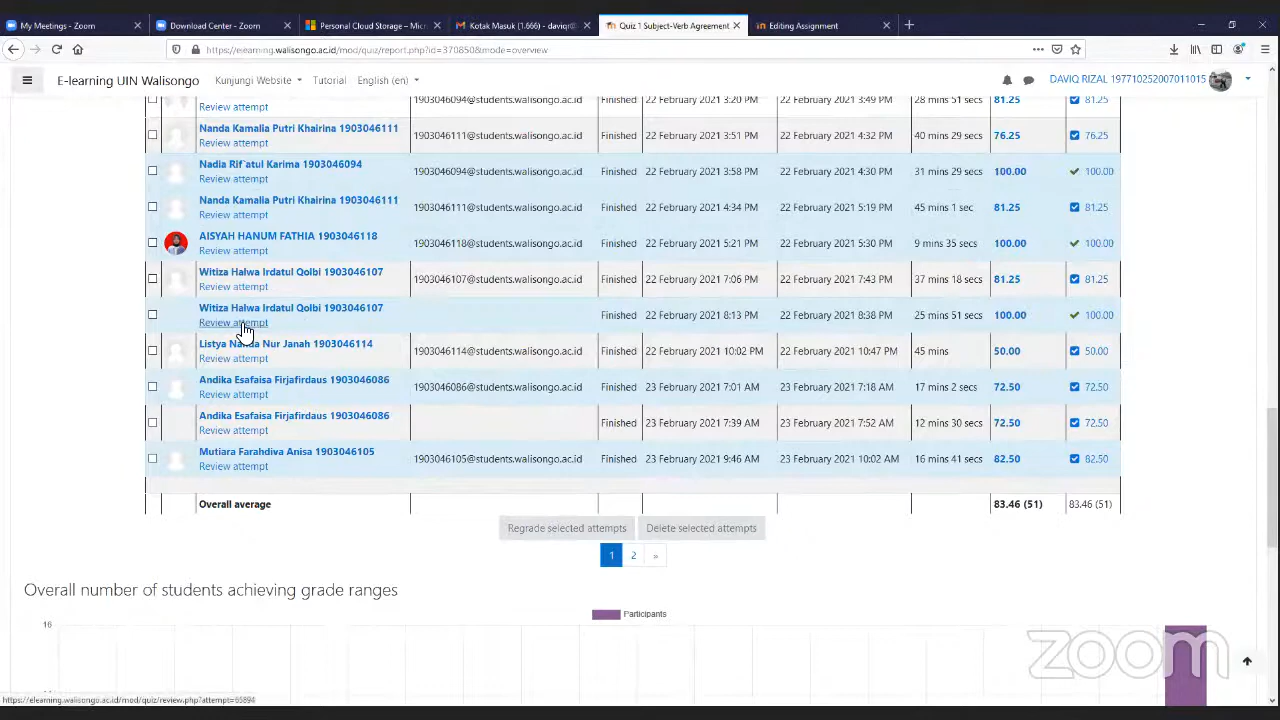 My Meetings - Zoom
Download Center - Zoom
Personal Cloud Storage – Micros
Kotak Masuk (1.666) - daviqrd@
Quiz 1 Subject-Verb Agreement
Editing Assignment
https://elearning.walisongo.ac.id/mod/quiz/report.php?id=370850&mode=overview
E-learning UIN Walisongo Kunjungi Website Tutorial English (en) DAVIQ RIZAL 197710252007011015
Review attempt 1903046094@students.walisongo.ac.id Finished 22 February 2021 3:20 PM 22 February 2021 3:49 PM 28 mins 51 secs 81.25 81.25
Nanda Kamalia Putri Khairina 1903046111
Review attempt 1903046111@students.walisongo.ac.id Finished 22 February 2021 3:51 PM 22 February 2021 4:32 PM 40 mins 29 secs 76.25 76.25
Nadia Rif`atul Karima 1903046094
Review attempt 1903046094@students.walisongo.ac.id Finished 22 February 2021 3:58 PM 22 February 2021 4:30 PM 31 mins 29 secs 100.00 100.00
Nanda Kamalia Putri Khairina 1903046111
Review attempt 1903046111@students.walisongo.ac.id Finished 22 February 2021 4:34 PM 22 February 2021 5:19 PM 45 mins 1 sec 81.25 81.25
AISYAH HANUM FATHIA 1903046118
Review attempt 1903046118@students.walisongo.ac.id Finished 22 February 2021 5:21 PM 22 February 2021 5:30 PM 9 mins 35 secs 100.00 100.00
Witiza Halwa Irdatul Qolbi 1903046107
Review attempt 1903046107@students.walisongo.ac.id Finished 22 February 2021 7:06 PM 22 February 2021 7:43 PM 37 mins 18 secs 81.25 81.25
Witiza Halwa Irdatul Qolbi 1903046107
Review attempt Finished 22 February 2021 8:13 PM 22 February 2021 8:38 PM 25 mins 51 secs 100.00 100.00
Listya Nanda Nur Janah 1903046114
Review attempt 1903046114@students.walisongo.ac.id Finished 22 February 2021 10:02 PM 22 February 2021 10:47 PM 45 mins 50.00 50.00
Andika Esafaisa Firjafirdaus 1903046086
Review attempt 1903046086@students.walisongo.ac.id Finished 23 February 2021 7:01 AM 23 February 2021 7:18 AM 17 mins 2 secs 72.50 72.50
Andika Esafaisa Firjafirdaus 1903046086
Review attempt Finished 23 February 2021 7:39 AM 23 February 2021 7:52 AM 12 mins 30 secs 72.50 72.50
Mutiara Farahdiva Anisa 1903046105
Review attempt 1903046105@students.walisongo.ac.id Finished 23 February 2021 9:46 AM 23 February 2021 10:02 AM 16 mins 41 secs 82.50 82.50
Overall average 83.46 (51) 83.46 (51)
Regrade selected attempts Delete selected attempts
1 2 »
Overall number of students achieving grade ranges
Participants
16
zoom
https://elearning.walisongo.ac.id/mod/quiz/review.php?attempt=65894